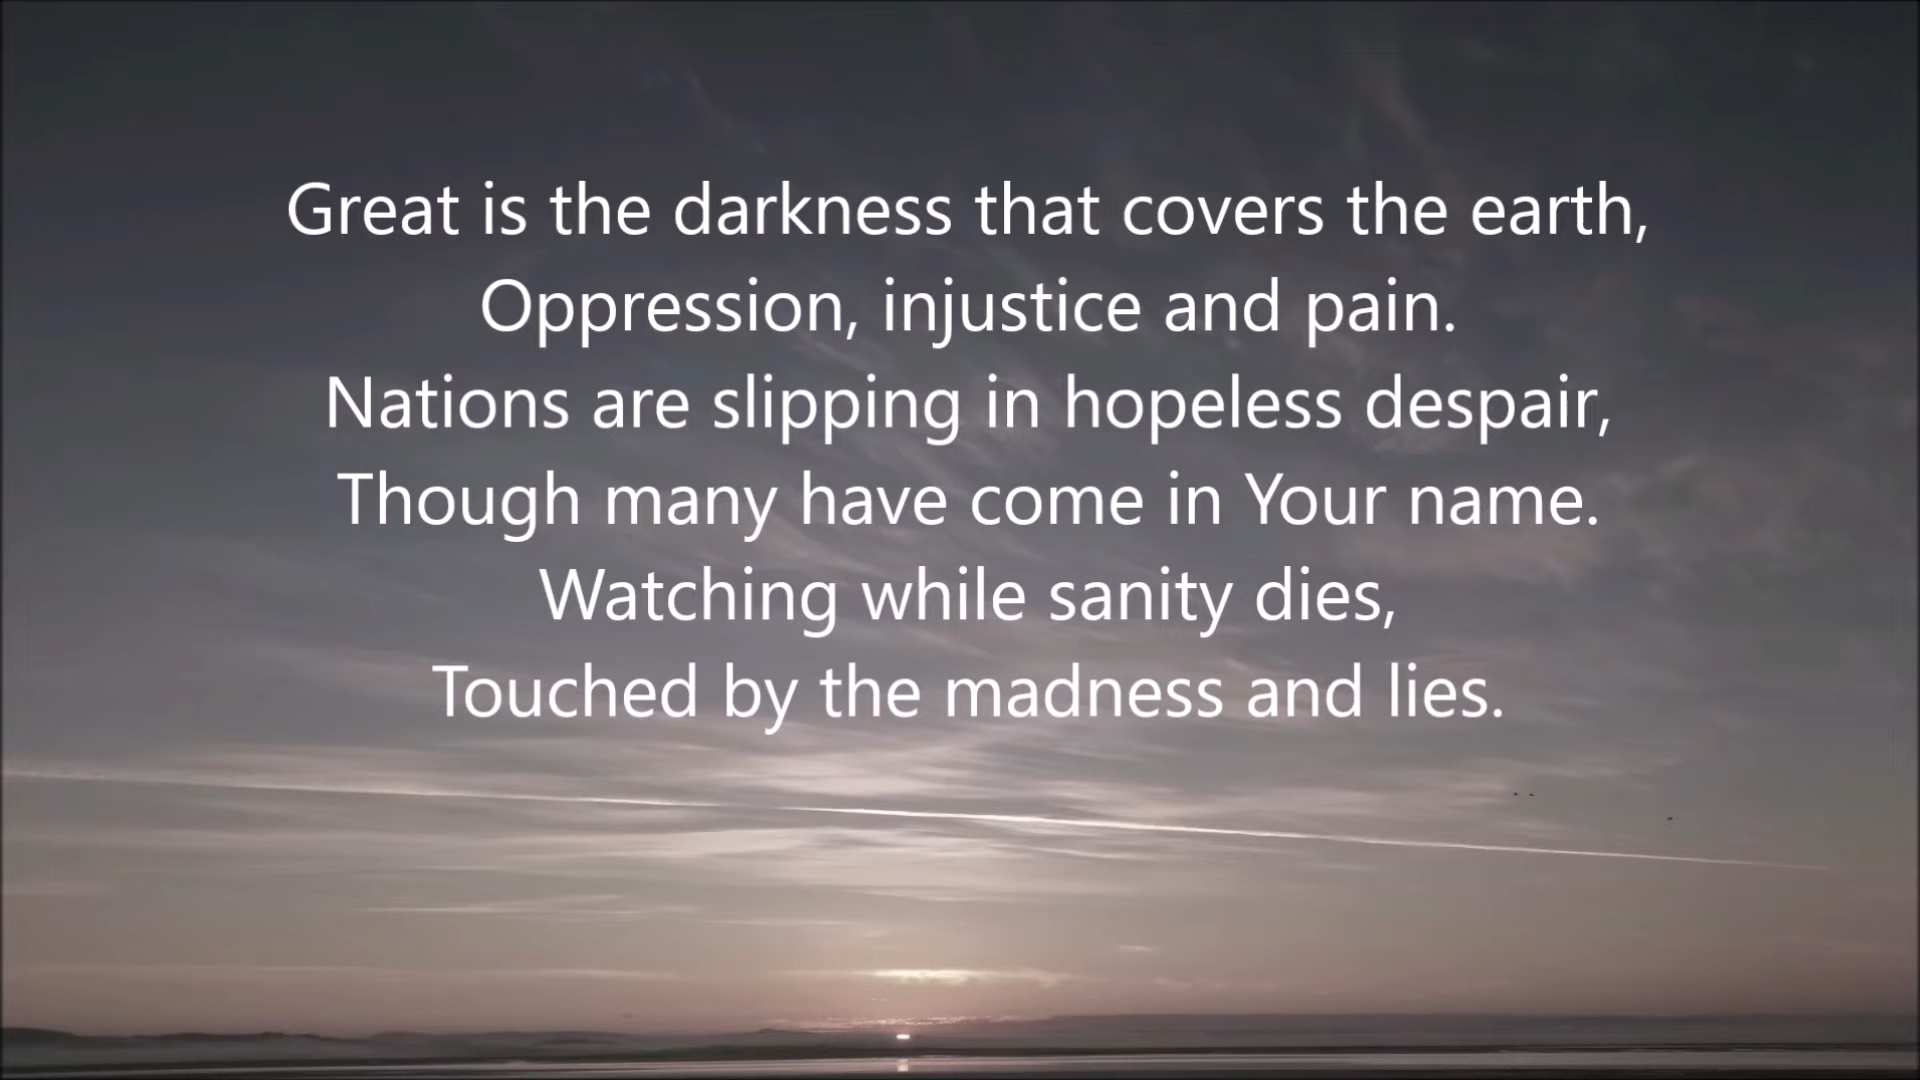 Great is the darkness that covers the earth,
Oppression, injustice and pain.
Nations are slipping in hopeless despair,
Though many have come in Your name.
Watching while sanity dies,
Touched by the madness and lies.